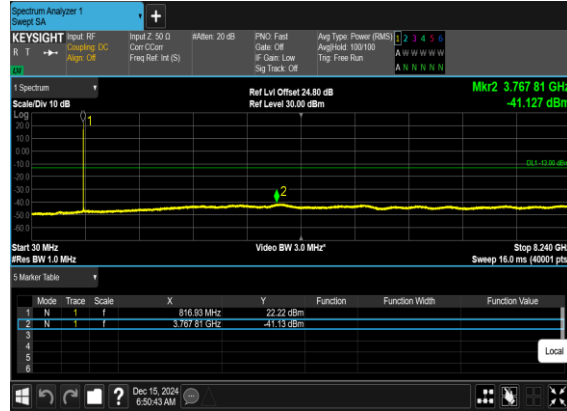 Spectrum Analyzer 1
Swept SA
+
KEYSIGHT Input: RF Input Z: 50 Ω #Atten: 20 dB PNO: Fast Avg Type: Power (RMS) 1 2 3 4 5 6
R T Coupling: DC Corr CCorr Gate: Off Avg|Hold: 100/100 A W W W W W
Align: Off Freq Ref: Int (S) IF Gain: Low Trig: Free Run
Sig Track: Off A N N N N N
LW
1 Spectrum Ref Lvl Offset 24.80 dB Mkr2 3.767 81 GHz
Scale/Div 10 dB Ref Level 30.00 dBm -41.127 dBm
Log
20.0
10.0
0.00
-10.0
-20.0
-30.0
-40.0
-50.0
-60.0
1
DL1 -13.00 dBm
2
Start 30 MHz Video BW 3.0 MHz* Stop 8.240 GHz
#Res BW 1.0 MHz Sweep 16.0 ms (40001 pts)
5 Marker Table
Mode Trace Scale X Y Function Function Width Function Value
1 N 1 f 816.93 MHz 22.22 dBm
2 N 1 f 3.767 81 GHz -41.13 dBm
3
4
5
6
Local
? Dec 15, 2024
6:50:43 AM